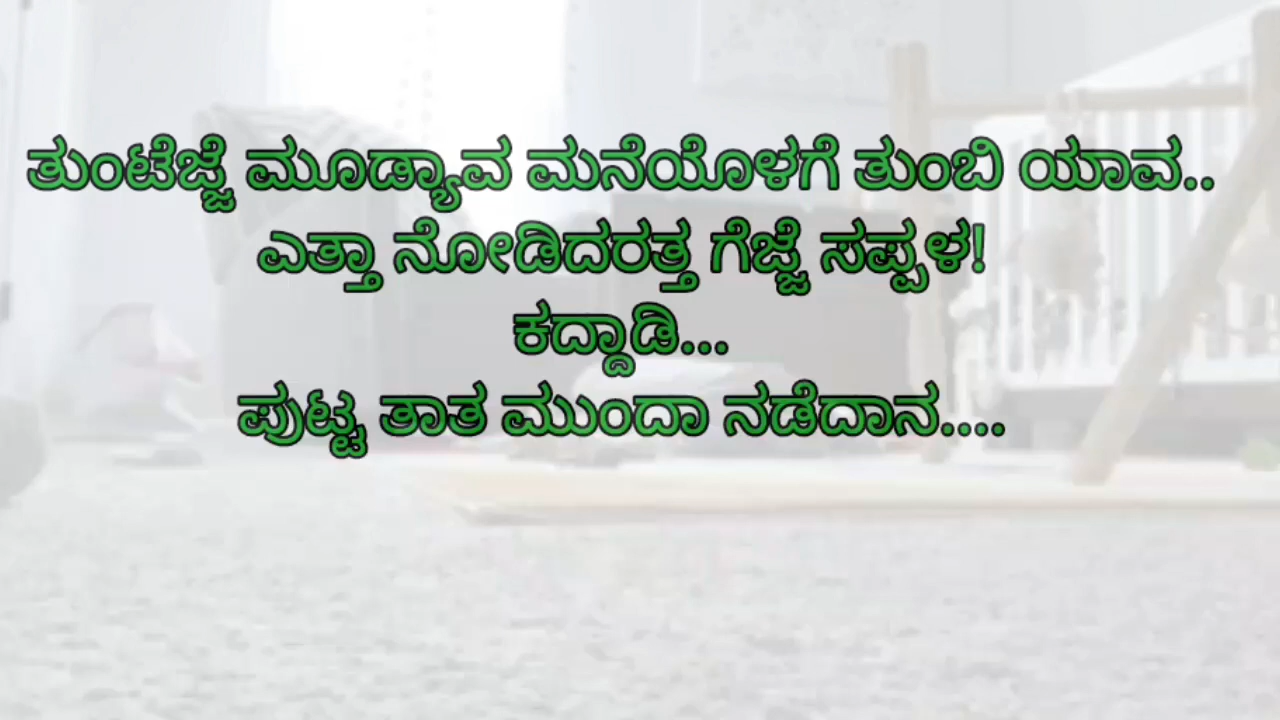 ತುಂಟೆಜ್ಜೆ ಮೂಡ್ಯಾವ ಮನೆಯೊಳಗೆ ತುಂಬಿ ಯಾವ..
ಎತ್ತಾ ನೋಡಿದರತ್ತ ಗೆಜ್ಜೆ ಸಪ್ಪಳ!
ಕದ್ದಾಡಿ...
ಪುಟ್ಟ ತಾತ ಮುಂದಾ ನಡೆದಾನ....